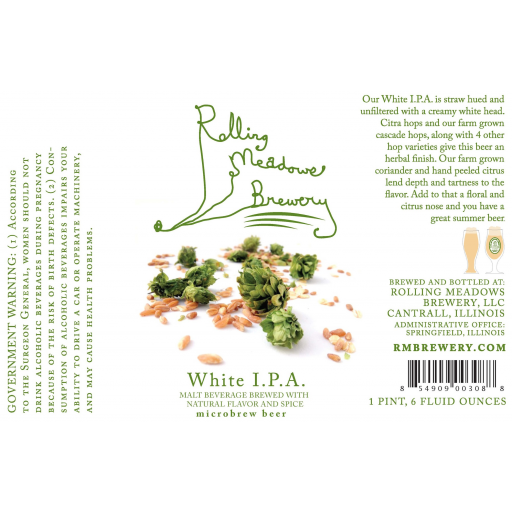 GOVERNMENT WARNING: (1) ACCORDING
TO THE SURGEON GENERAL, WOMEN SHOULD NOT
DRINK ALCOHOLIC BEVERAGES DURING PREGNANCY
BECAUSE OF THE RISK OF BIRTH DEFECTS. (2) CON-
SUMPTION OF ALCOHOLIC BEVERAGES IMPAIRS YOUR
ABILITY TO DRIVE A CAR OR OPERATE MACHINERY,
AND MAY CAUSE HEALTH PROBLEMS.
Rolling
Meadows
Brewery
White I.P.A.
MALT BEVERAGE BREWED WITH
NATURAL FLAVOR AND SPICE
microbrew beer
Our White I.P.A. is straw hued and
unfiltered with a creamy white head.
Citra hops and our farm grown
cascade hops, along with 4 other
hop varieties give this beer an
herbal finish. Our farm grown
coriander and hand peeled citrus
lend depth and tartness to the
flavor. Add to that a floral and
citrus nose and you have a
great summer beer.
BREWED AND BOTTLED AT:
ROLLING MEADOWS
BREWERY, LLC
CANTRALL, ILLINOIS
ADMINISTRATIVE OFFICE:
SPRINGFIELD, ILLINOIS
RMBREWERY.COM
8 54909 00308 8
1 PINT, 6 FLUID OUNCES